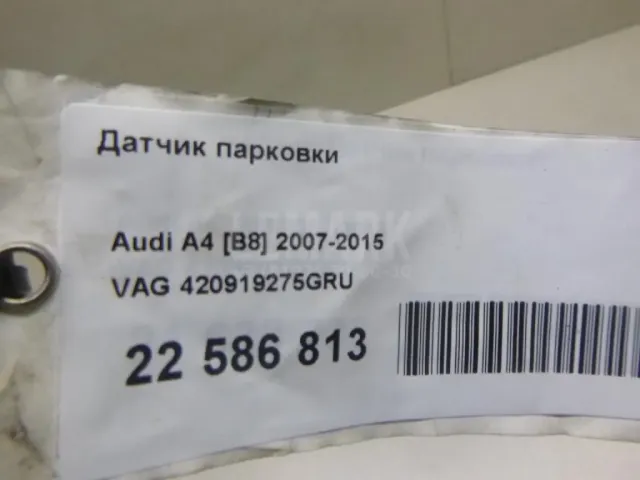 Датчик парковки
Audi A4 [B8] 2007-2015
VAG 420919275GRU
22 586 813